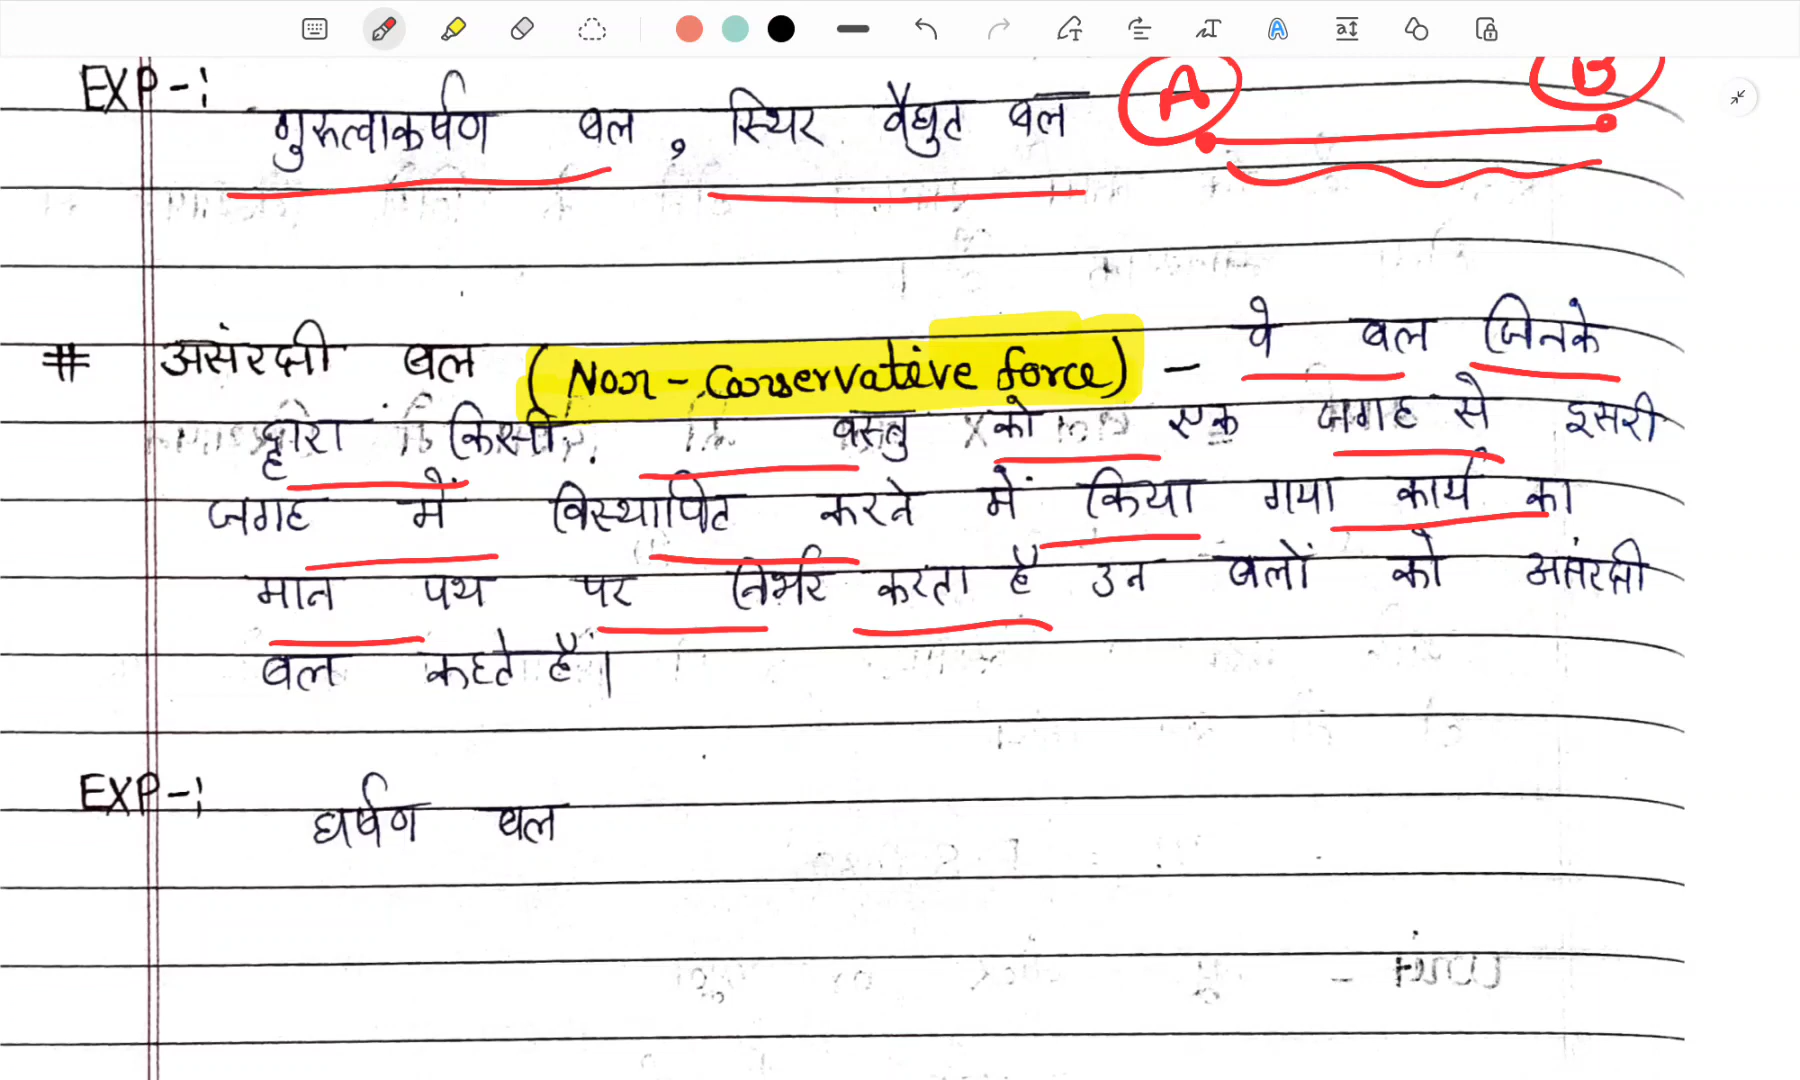 A B
EXP-:
गुरुत्वाकर्षण बल, स्थिर वैद्युत बल
# असंरक्षी बल (Non-Conservative force) - वे बल जिनके
द्वारा किसी वस्तु को एक जगह से दूसरी
जगह में विस्थापित करने में किया गया कार्य का
मान पथ पर निर्भर करता है उन बलों को असंरक्षी
बल कहते है।
EXP-:
घर्षण बल